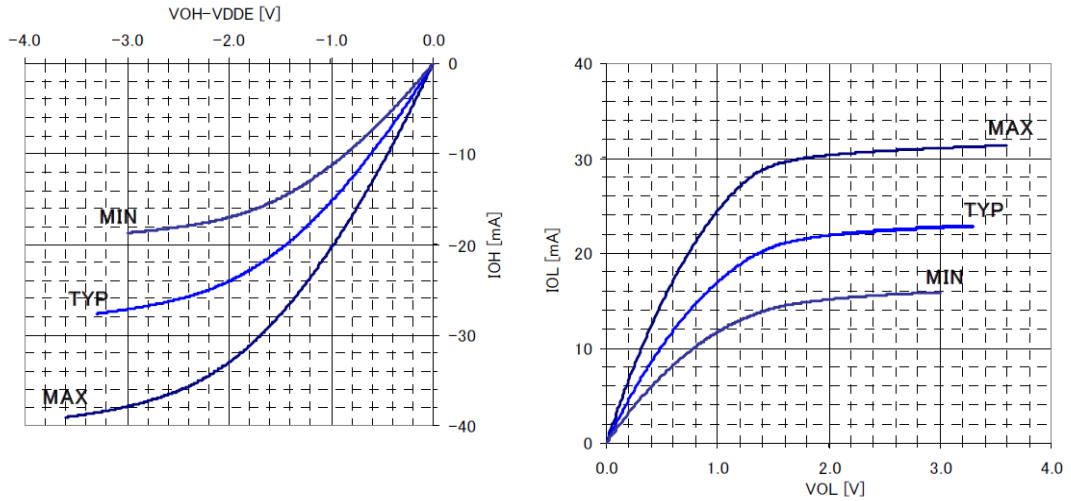 VOH-VDDE [V]
-4.0 -3.0 -2.0 -1.0 0.0
0
-10
-20
-30
-40
IOH [mA]
MIN
TYP
MAX
40
30
20
10
0
IOL [mA]
MAX
TYP
MIN
0.0 1.0 2.0 3.0 4.0
VOL [V]